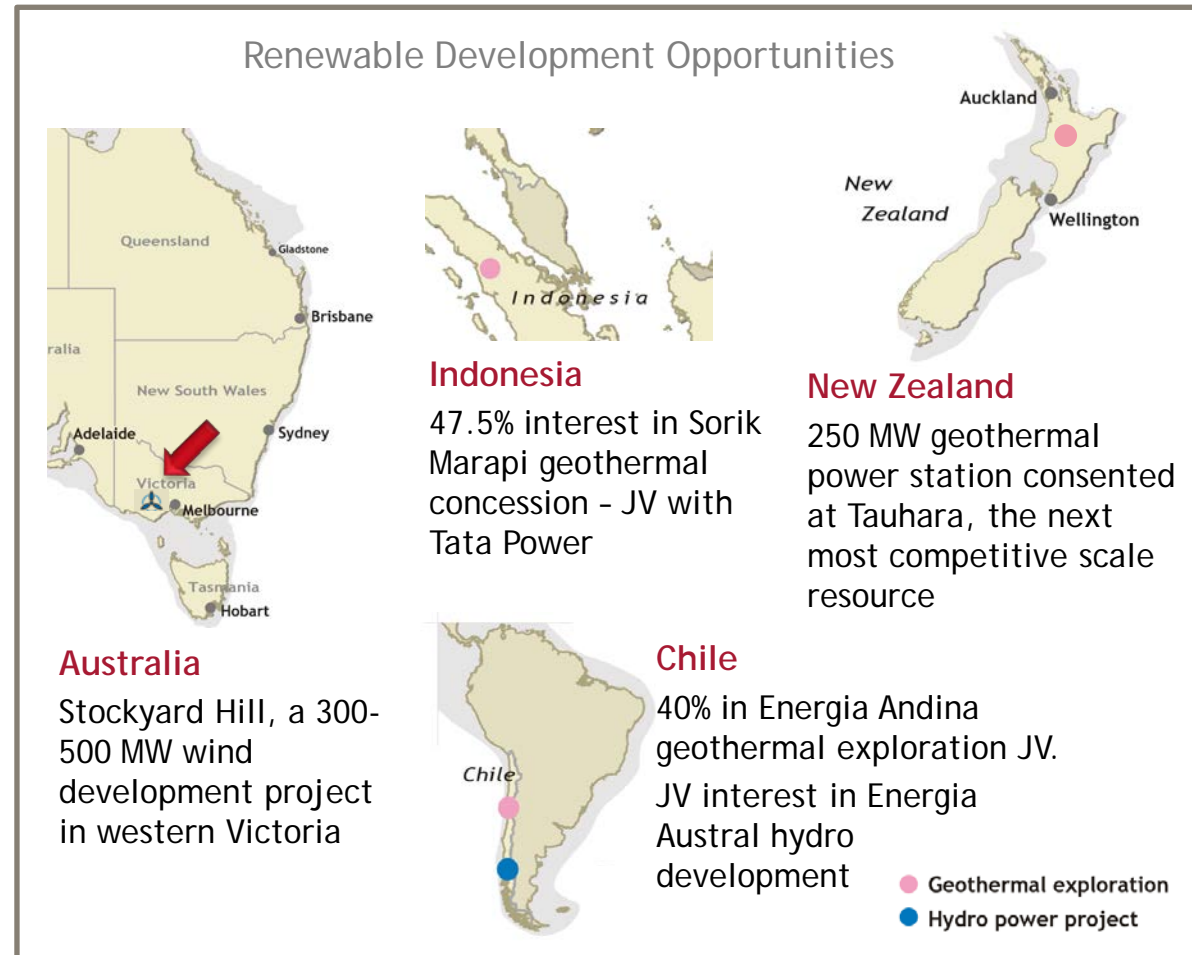 Renewable Development Opportunities
Queensland
Gladstone
Brisbane
ralia
New South Wales
Adelaide
Sydney
Victoria
Melbourne
Tasmania
Hobart
Australia
Stockyard Hill, a 300-
500 MW wind
development project
in western Victoria
Indonesia
Indonesia
47.5% interest in Sorik
Marapi geothermal
concession – JV with
Tata Power
Auckland
New
Zealand
Wellington
New Zealand
250 MW geothermal
power station consented
at Tauhara, the next
most competitive scale
resource
Chile
Chile
40% in Energia Andina
geothermal exploration JV.
JV interest in Energia
Austral hydro
development
Geothermal exploration
Hydro power project